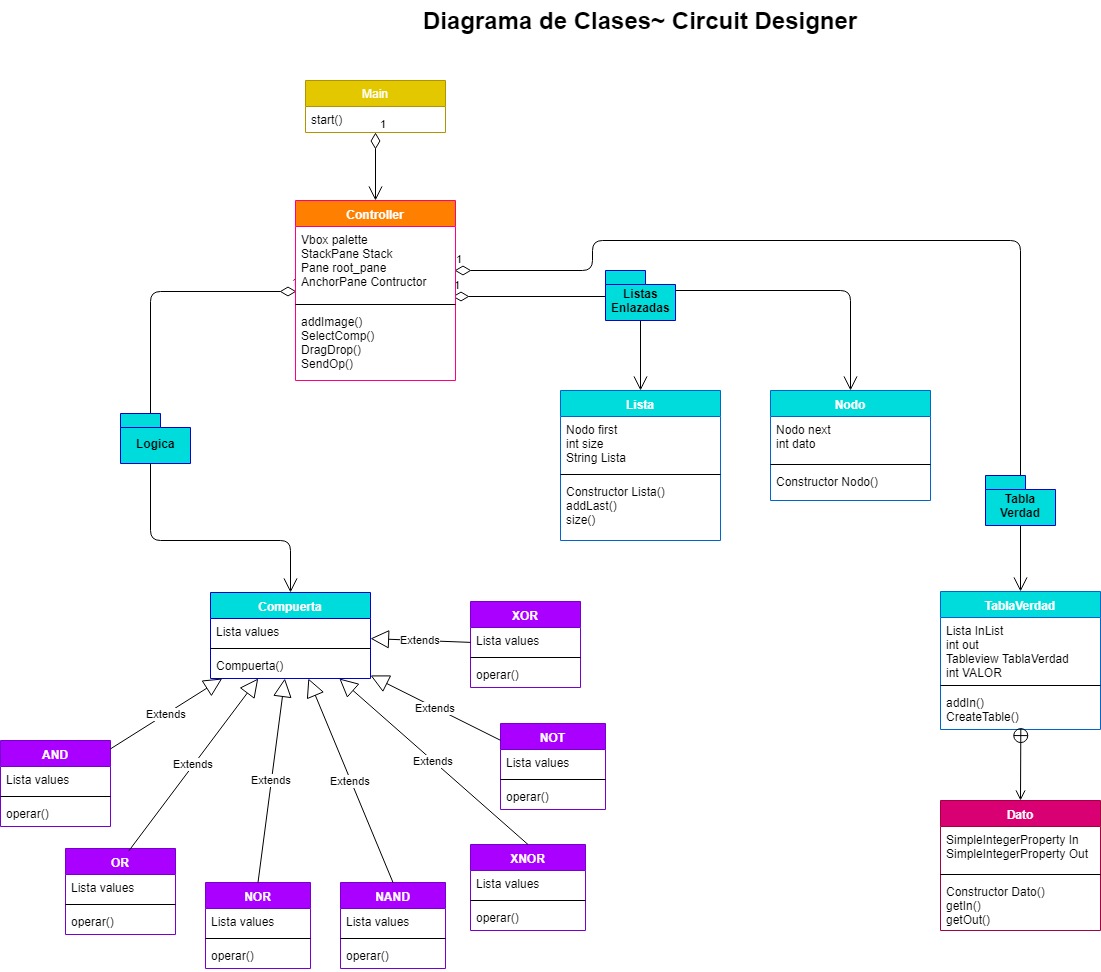 Diagrama de Clases~ Circuit Designer
Main
start()
1
Controller
Vbox palette
StackPane Stack
Pane root_pane
AnchorPane Contructor
addImage()
SelectComp()
DragDrop()
SendOp()
1
1
Listas
Enlazadas
Logica
Lista
Nodo first
int size
String Lista
Constructor Lista()
addLast()
size()
Nodo
Nodo next
int dato
Constructor Nodo()
Tabla
Verdad
TablaVerdad
Lista InList
int out
Tableview TablaVerdad
int VALOR
addIn()
CreateTable()
Dato
SimpleIntegerProperty In
SimpleIntegerProperty Out
Constructor Dato()
getIn()
getOut()
Compuerta
Lista values
Compuerta()
Extends
XOR
Lista values
operar()
Extends
NOT
Lista values
operar()
Extends
AND
Lista values
operar()
Extends
OR
Lista values
operar()
Extends
NOR
Lista values
operar()
Extends
NAND
Lista values
operar()
Extends
XNOR
Lista values
operar()